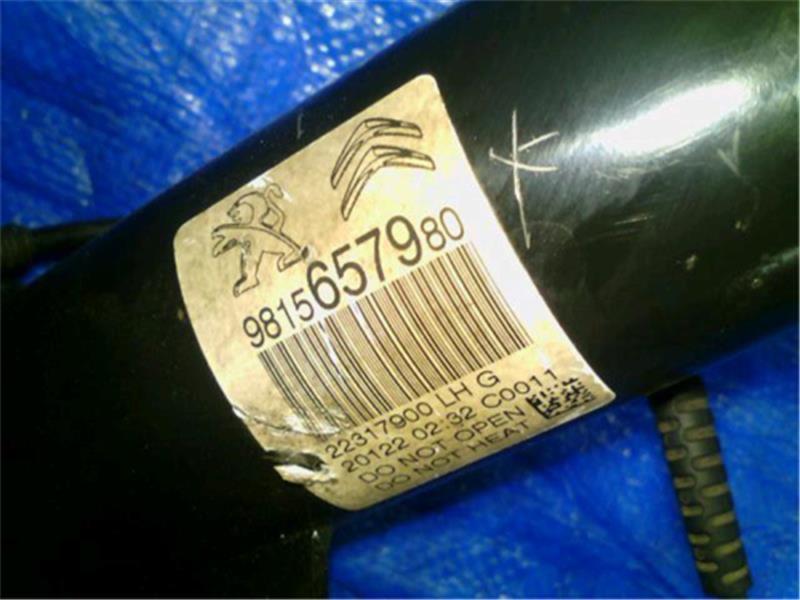 9815657980
22317900 LH G
20122 02:32 C0011
DO NOT OPEN
DO NOT HEAT